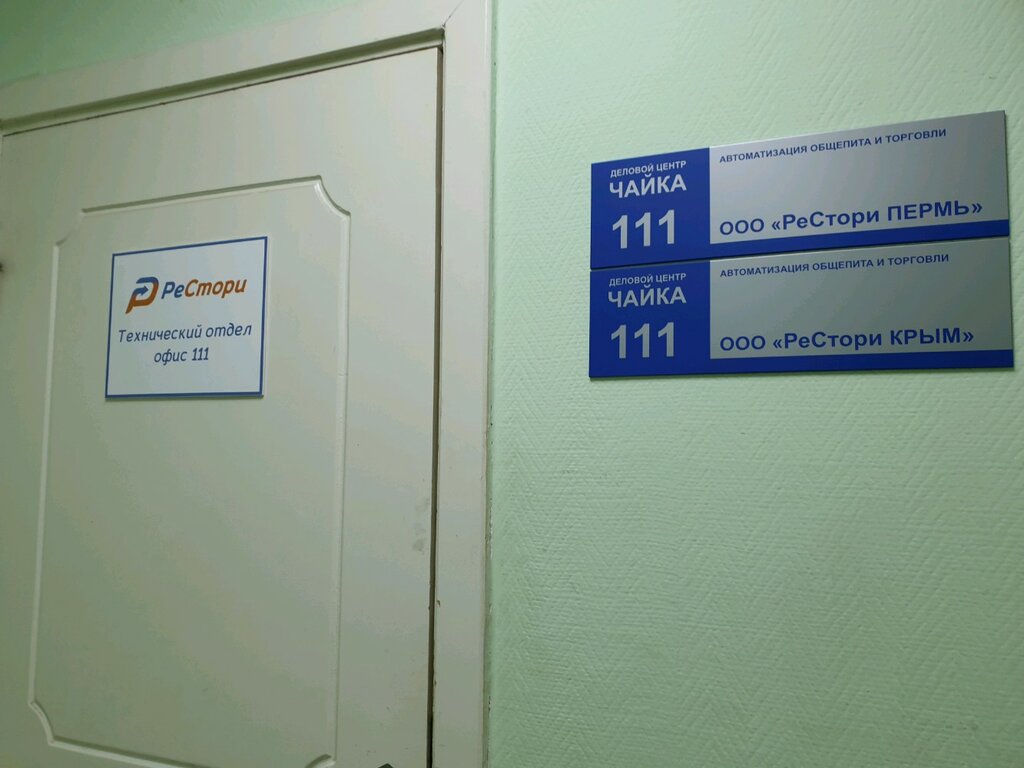 РеСтори
Технический отдел
офис 111
ДЕЛОВОЙ ЦЕНТР
ЧАЙКА
111
АВТОМАТИЗАЦИЯ ОБЩЕПИТА И ТОРГОВЛИ
ООО «РеСтори ПЕРМЬ»
ДЕЛОВОЙ ЦЕНТР
ЧАЙКА
111
АВТОМАТИЗАЦИЯ ОБЩЕПИТА И ТОРГОВЛИ
ООО «РеСтори КРЫМ»